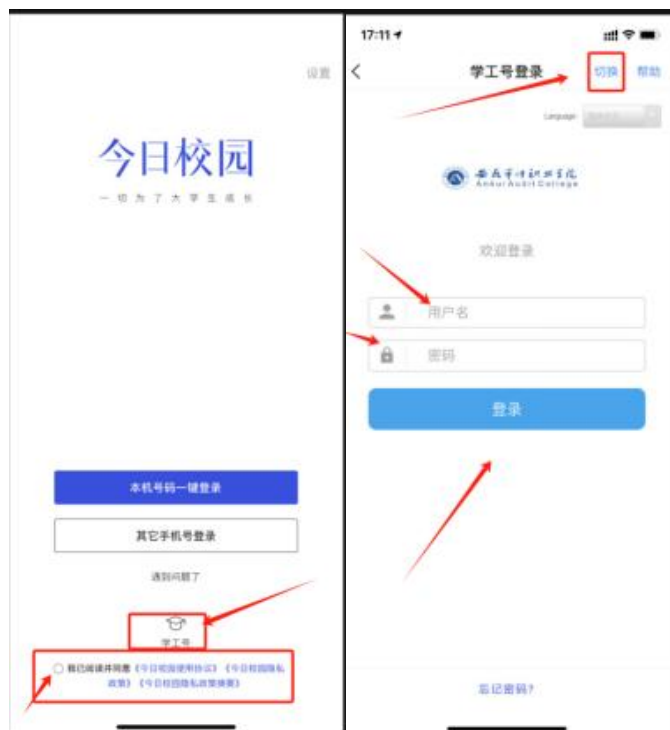 设置
今日校园
一切为了大学生成长
本机号码一键登录
其它手机号登录
遇到问题了
学工号
我已阅读并同意《今日校园使用协议》《今日校园隐私
政策》《今日校园隐私政策摘要》
17:11
学工号登录
切换
帮助
Language
Anhui Audit College
欢迎登录
用户名
密码
登录
忘记密码?